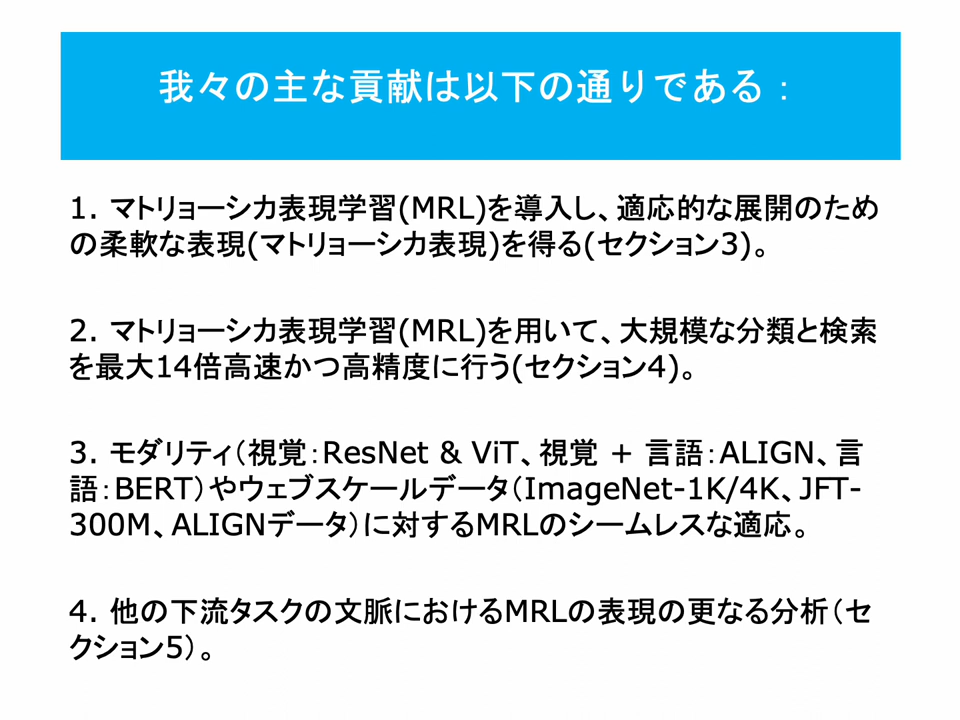 我々の主な貢献は以下の通りである：
1. マトリョーシカ表現学習(MRL)を導入し、適応的な展開のため
の柔軟な表現(マトリョーシカ表現)を得る(セクション3)。
2. マトリョーシカ表現学習(MRL)を用いて、大規模な分類と検索
を最大14倍高速かつ高精度に行う(セクション4)。
3. モダリティ（視覚：ResNet & ViT、視覚 + 言語：ALIGN、言
語：BERT）やウェブスケールデータ（ImageNet-1K/4K、JFT-
300M、ALIGNデータ）に対するMRLのシームレスな適応。
4. 他の下流タスクの文脈におけるMRLの表現の更なる分析（セ
クション5）。